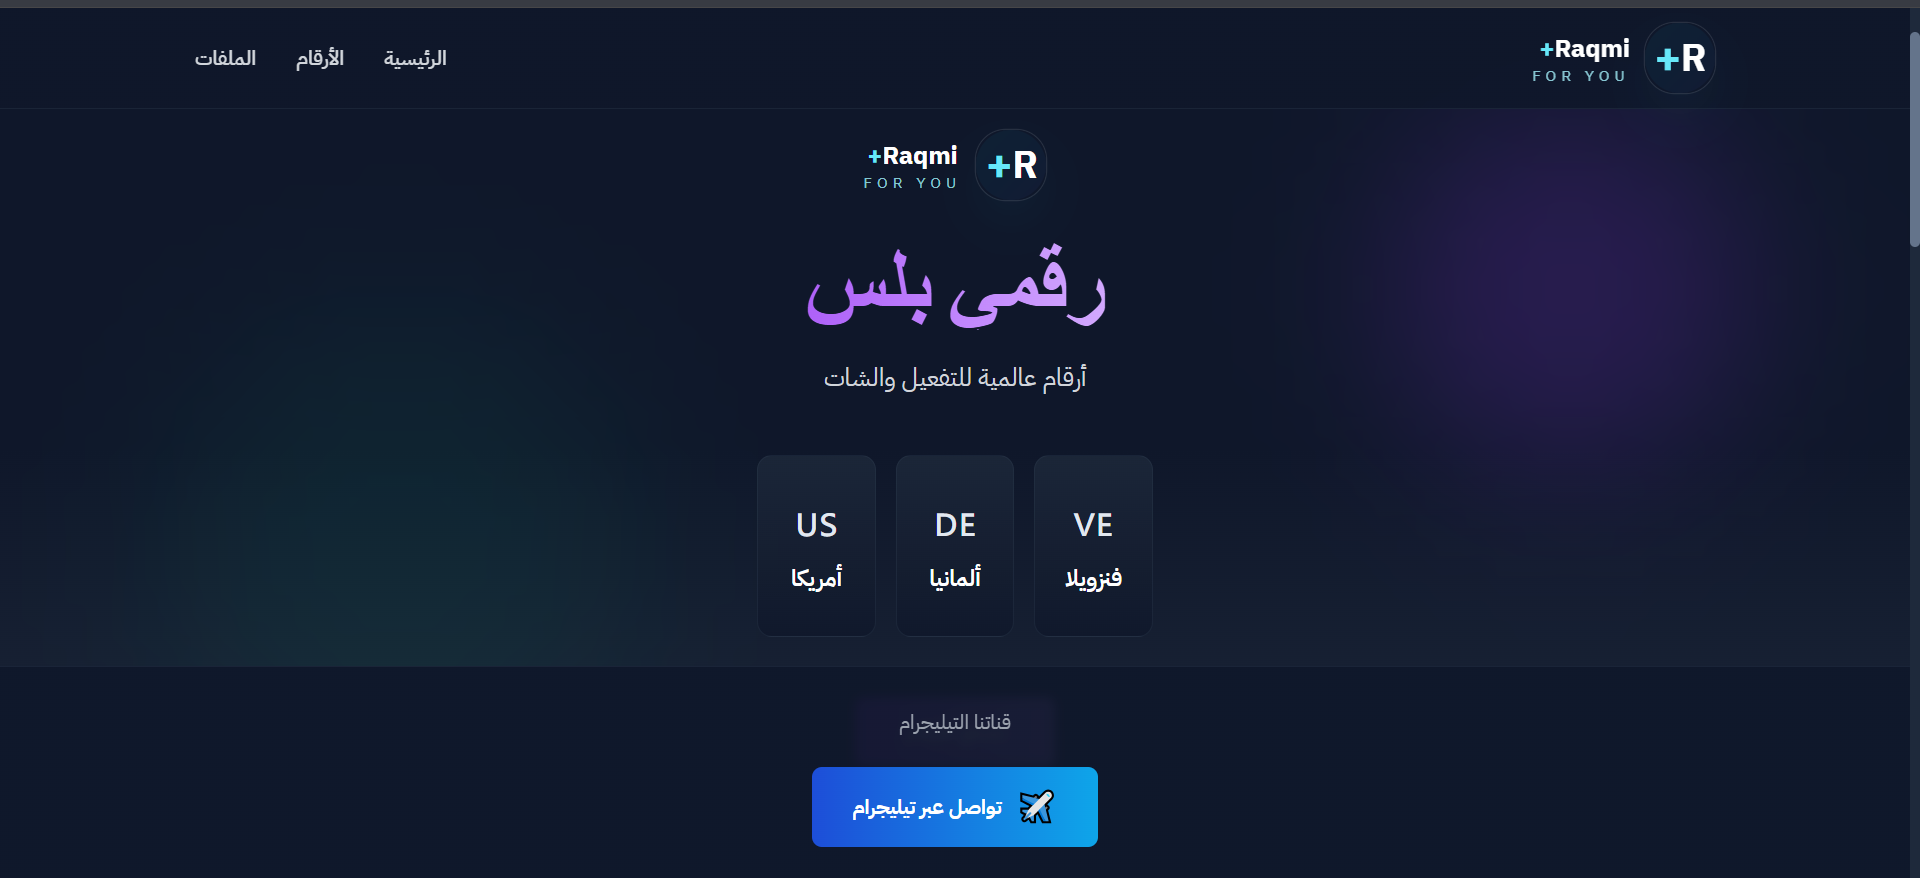 +R
+Raqmi
FOR YOU
الرئيسية
الأرقام
الملفات
+R
+Raqmi
FOR YOU
رقمي بلس
أرقام عالمية للتفعيل والشات
VE
فنزويلا
DE
ألمانيا
US
أمريكا
قناتنا التيليجرام
تواصل عبر تيليجرام